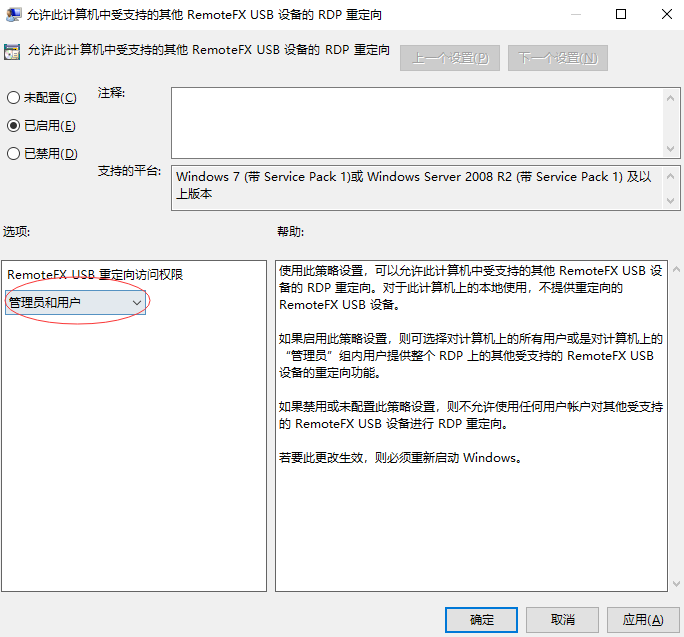 允许此计算机中受支持的其他 RemoteFX USB 设备的 RDP 重定向
允许此计算机中受支持的其他 RemoteFX USB 设备的 RDP 重定向
上一个设置(P)
下一个设置(N)
未配置(C)
已启用(E)
已禁用(D)
注释:
支持的平台:
Windows 7 (带 Service Pack 1)或 Windows Server 2008 R2 (带 Service Pack 1) 及以
上版本
选项:
帮助:
RemoteFX USB 重定向访问权限
管理员和用户
使用此策略设置，可以允许此计算机中受支持的其他 RemoteFX USB 设
备的 RDP 重定向。对于此计算机上的本地使用，不提供重定向的
RemoteFX USB 设备。
如果启用此策略设置，则可选择对计算机上的所有用户或是对计算机上的
“管理员”组内用户提供整个 RDP 上的其他受支持的 RemoteFX USB
设备的重定向功能。
如果禁用或未配置此策略设置，则不允许使用任何用户帐户对其他受支持
的 RemoteFX USB 设备进行 RDP 重定向。
若要此更改生效，则必须重新启动 Windows。
确定
取消
应用(A)